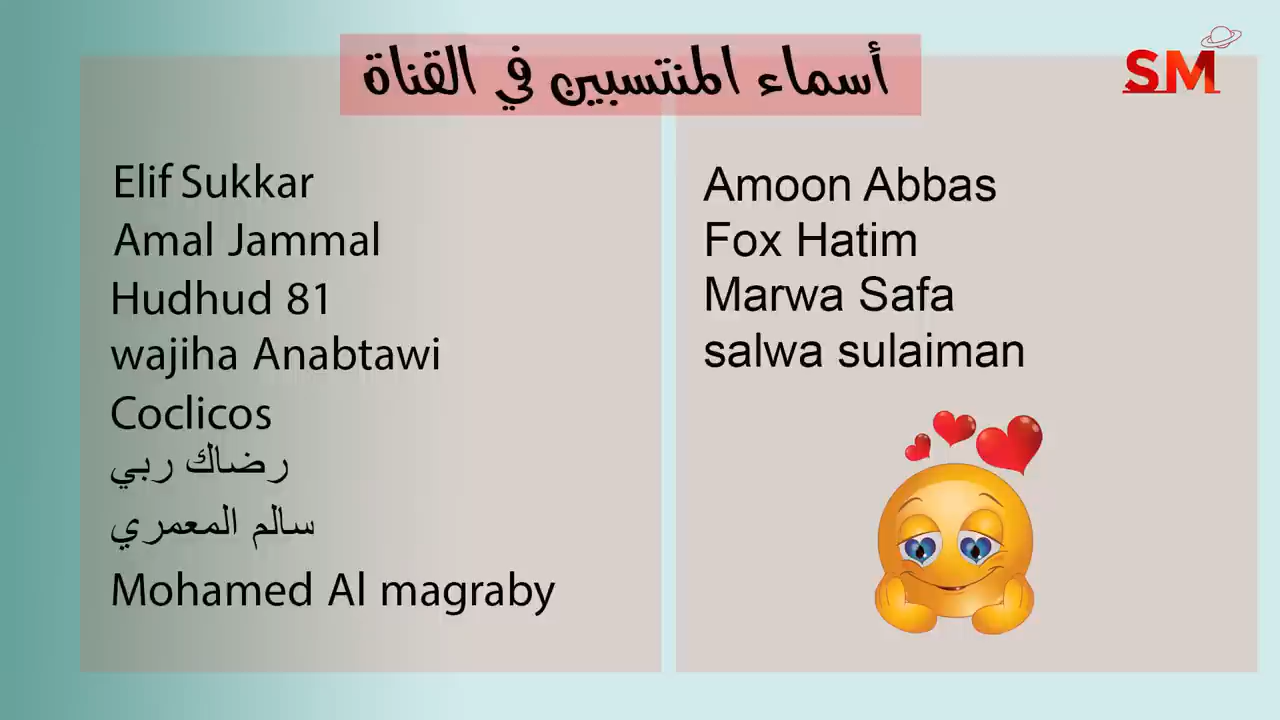 أسماء المنتسبين في القناة
SM
Elif Sukkar
Amal Jammal
Hudhud 81
wajiha Anabtawi
Coclicos
رضاك ربي
سالم المعمري
Mohamed Al magraby
Amoon Abbas
Fox Hatim
Marwa Safa
salwa sulaiman